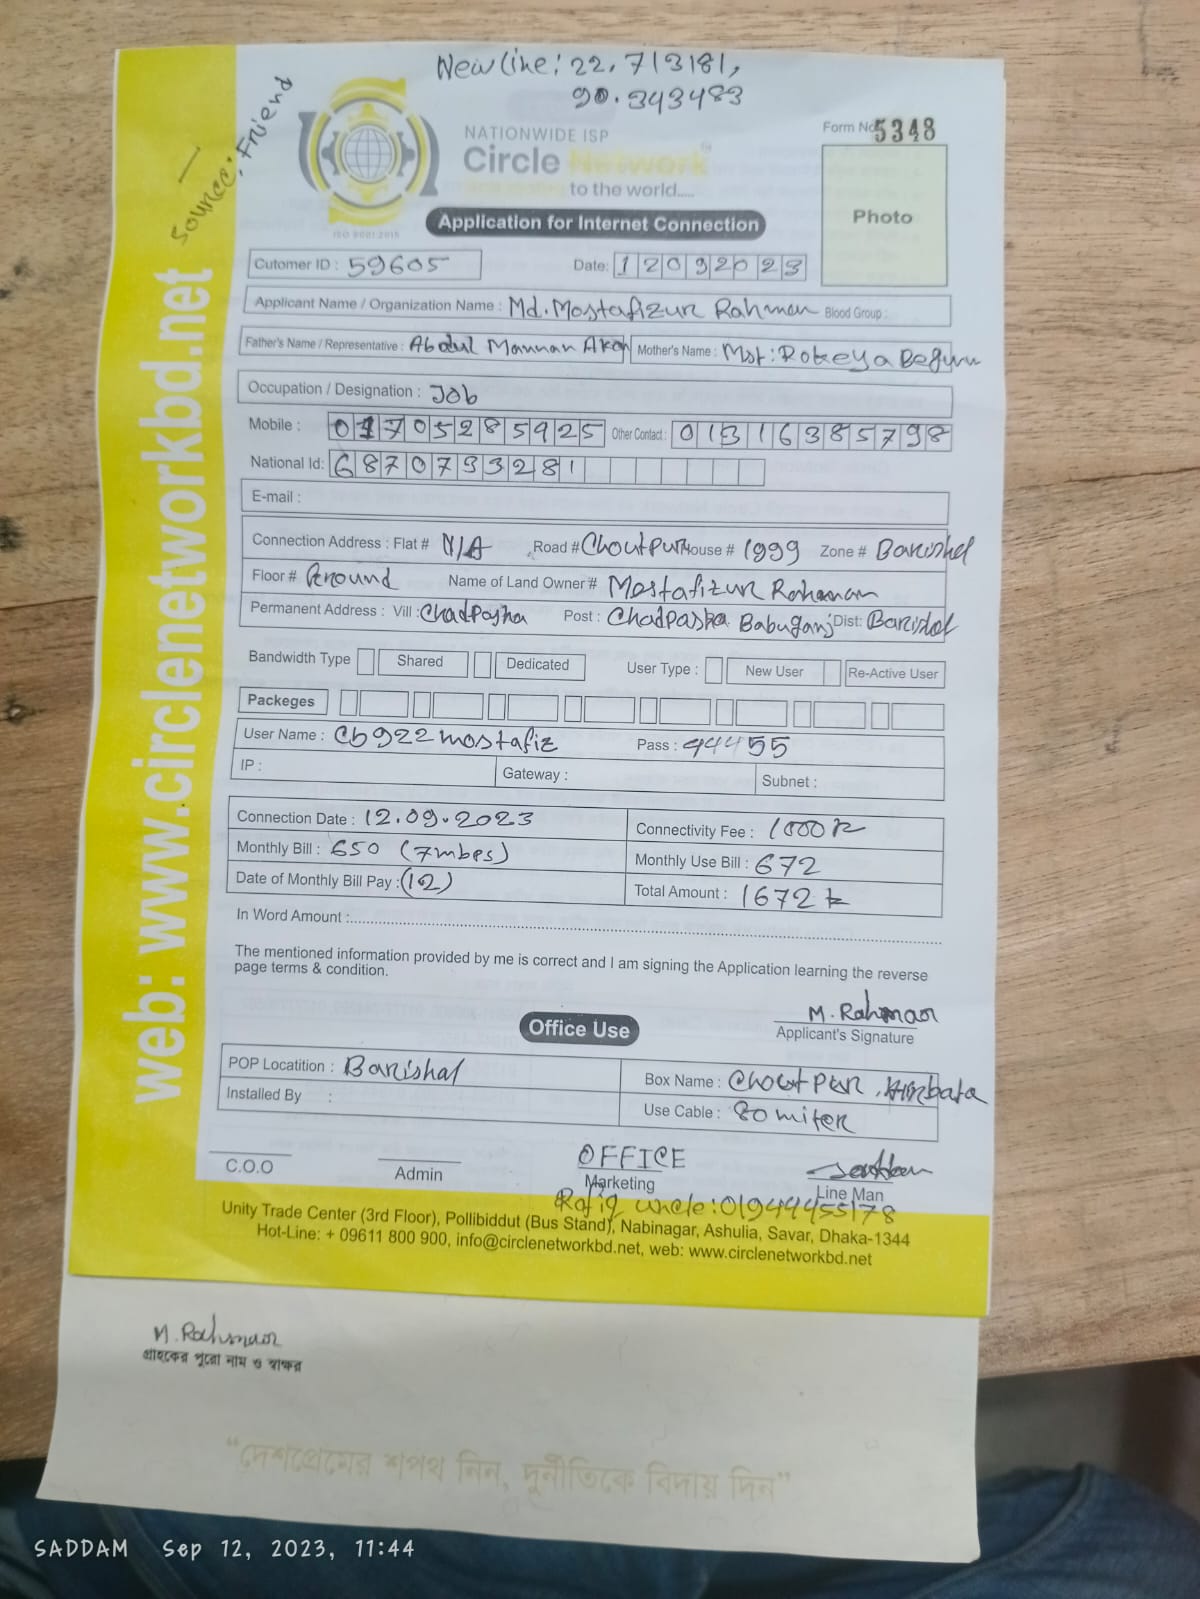 New line: 22.713181,
90.343483
Source: Friend
NATIONWIDE ISP
Circle Network
to the world.....
ISO 9001:2015
Form No 5348
Photo
Application for Internet Connection
Cutomer ID : 59605 Date: 12092023
Applicant Name / Organization Name : Md. Mostafizur Rahman Blood Group :
Father's Name / Representative : Abdul Mannan Akon Mother's Name : Mst: Rokeya Begum
Occupation / Designation : Job
Mobile : 01705285925 Other Contact : 01316385798
National Id: 6870793281
E-mail :
Connection Address : Flat # N/A Road # Choutpur House # 1999 Zone # Barishal
Floor # Ground Name of Land Owner # Mostafizur Rahman
Permanent Address : Vill : Chadpasha Post : Chadpasha Babuganj Dist: Barishal
Bandwidth Type Shared Dedicated User Type : New User Re-Active User
Packeges
User Name : cb922mostafiz Pass : 44455
IP : Gateway : Subnet :
Connection Date : 12.09.2023 Connectivity Fee : 1000 tk
Monthly Bill : 650 (7mbps) Monthly Use Bill : 672
Date of Monthly Bill Pay : (12) Total Amount : 1672 tk
In Word Amount :
The mentioned information provided by me is correct and I am signing the Application learning the reverse
page terms & condition.
M. Rahman
Applicant's Signature
Office Use
POP Locatition : Barishal Box Name : Choutpur,
Installed By : Use Cable : 80 miter
C.O.O Admin OFFICE
Marketing Line Man
Rafiq uncle: 01944455178
Unity Trade Center (3rd Floor), Pollibiddut (Bus Stand), Nabinagar, Ashulia, Savar, Dhaka-1344
Hot-Line: + 09611 800 900, info@circlenetworkbd.net, web: www.circlenetworkbd.net
web: www.circlenetworkbd.net
M. Rahman
গ্রাহকের পুরো নাম ও স্বাক্ষর
“দেশপ্রেমের শপথ নিন, দুর্নীতিকে বিদায় দিন”
SADDAM Sep 12, 2023, 11:44